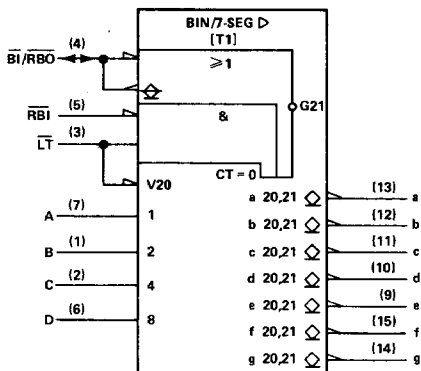 BIN/7-SEG ▷
[T1]
BI/RBO (4)
≥1
G21
RBI (5)
&
LT (3)
CT = 0
V20
A (7) 1
B (1) 2
C (2) 4
D (6) 8
a 20,21 (13) a
b 20,21 (12) b
c 20,21 (11) c
d 20,21 (10) d
e 20,21 (9) e
f 20,21 (15) f
g 20,21 (14) g